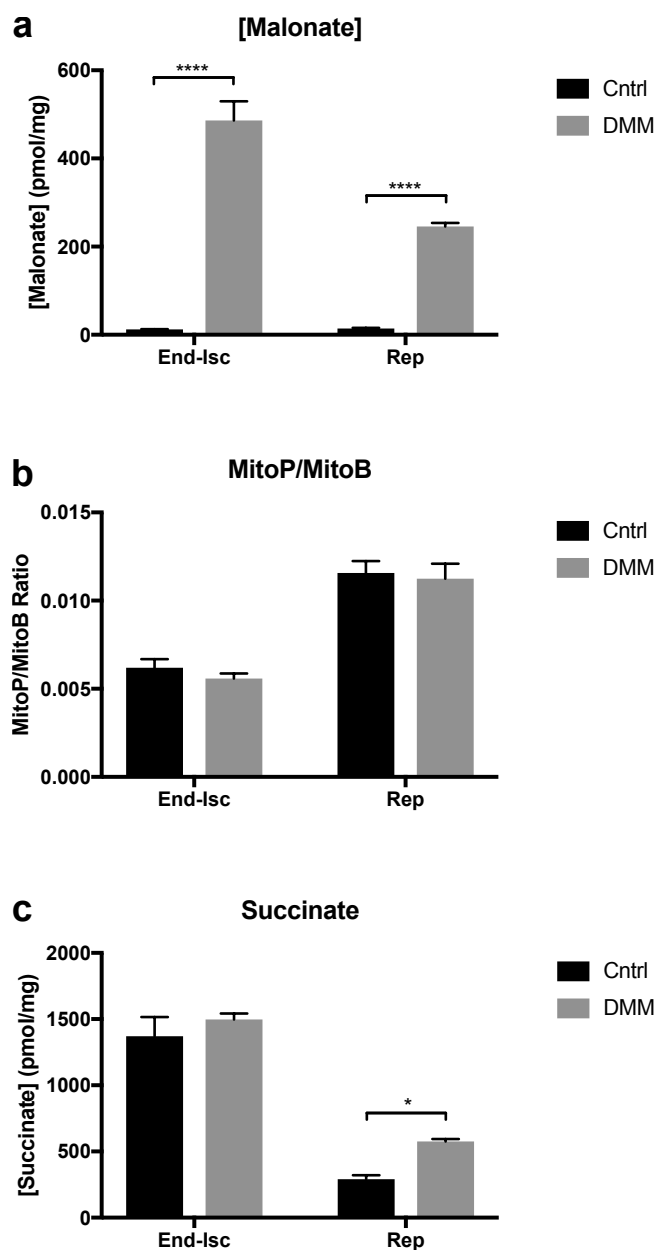 a
[Malonate]
[Malonate] (pmol/mg)
600
400
200
0
****
****
End-Isc
Rep
Cntrl
DMM
b
MitoP/MitoB
MitoP/MitoB Ratio
0.015
0.010
0.005
0.000
End-Isc
Rep
Cntrl
DMM
c
Succinate
[Succinate] (pmol/mg)
2000
1500
1000
500
0
*
End-Isc
Rep
Cntrl
DMM